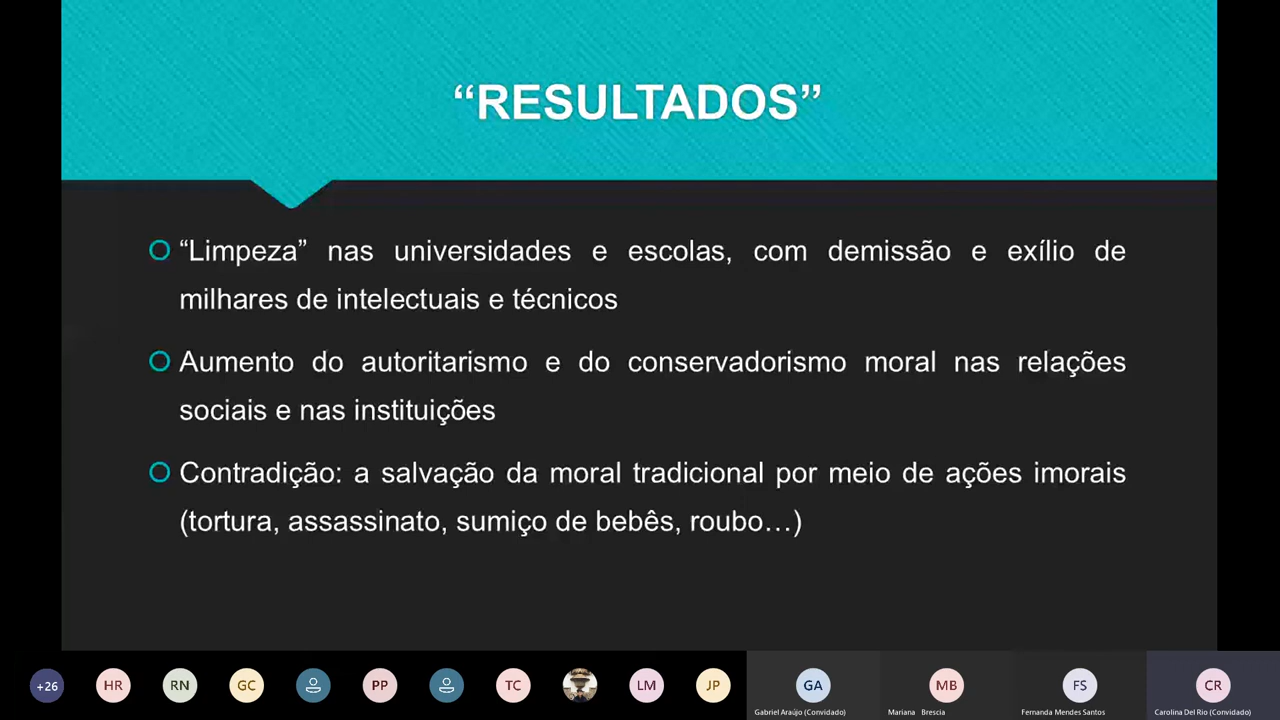 “RESULTADOS”
“Limpeza” nas universidades e escolas, com demissão e exílio de
milhares de intelectuais e técnicos
Aumento do autoritarismo e do conservadorismo moral nas relações
sociais e nas instituições
Contradição: a salvação da moral tradicional por meio de ações imorais
(tortura, assassinato, sumiço de bebês, roubo…)
+26 HR RN GC PP TC LM JP GA MB FS CR
Gabriel Araújo (Convidado) Mariana Brescia Fernanda Mendes Santos Carolina Del Rio (Convidado)